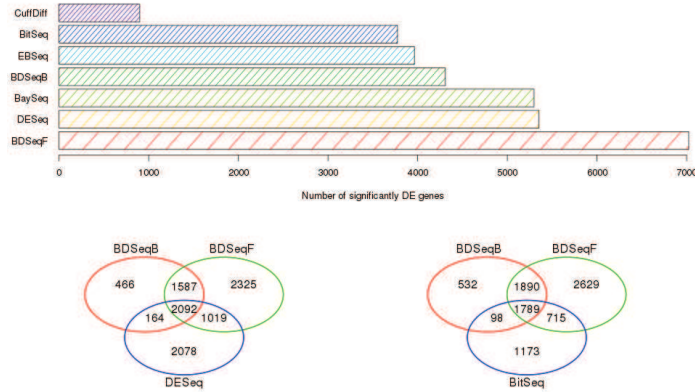 CuffDiff
BitSeq
EBSeq
BDSeqB
BaySeq
DESeq
BDSeqF
0 1000 2000 3000 4000 5000 6000 7000
Number of significantly DE genes
BDSeqB BDSeqF
466 1587 2325
2092
164 1019
2078
DESeq
BDSeqB BDSeqF
532 1890 2629
1789
98 715
1173
BitSeq